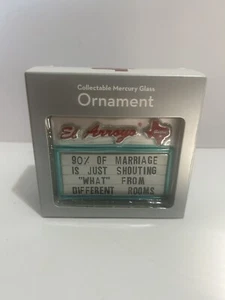 Collectable Mercury Glass
Ornament
El Arroyo
90% OF MARRIAGE
IS JUST SHOUTING
"WHAT" FROM
DIFFERENT ROOMS